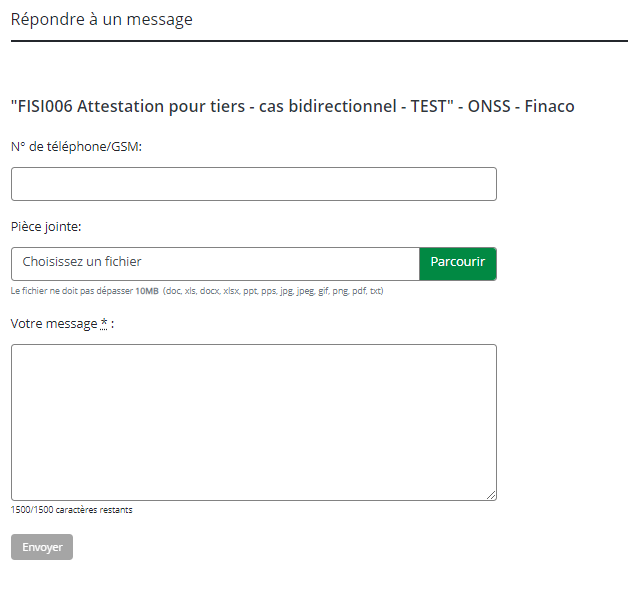 Répondre à un message
"FISI006 Attestation pour tiers - cas bidirectionnel - TEST" - ONSS - Finaco
N° de téléphone/GSM:
Pièce jointe:
Choisissez un fichier
Parcourir
Le fichier ne doit pas dépasser 10MB (doc, xls, docx, xlsx, ppt, pps, jpg, jpeg, gif, png, pdf, txt)
Votre message * :
1500/1500 caractères restants
Envoyer